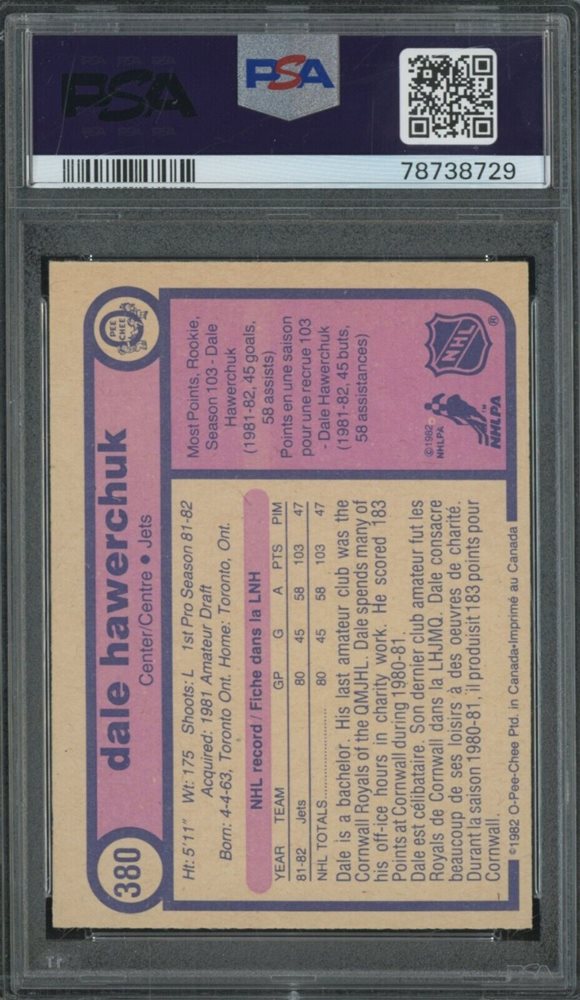 PSA
PSA
78738729
380
dale hawerchuk
Center/Centre • Jets
O PEE CHEE
Ht: 5'11" Wt: 175 Shoots: L 1st Pro Season 81-82
Acquired: 1981 Amateur Draft
Born: 4-4-63, Toronto Ont. Home: Toronto, Ont.
NHL record / Fiche dans la LNH
YEAR TEAM GP G A PTS PIM
81-82 Jets 80 45 58 103 47
NHL TOTALS 80 45 58 103 47
Dale is a bachelor. His last amateur club was the
Cornwall Royals of the QMJHL. Dale spends many of
his off-ice hours in charity work. He scored 183
Points at Cornwall during 1980-81.
Dale est célibataire. Son dernier club amateur fut les
Royals de Cornwall dans la LHJMQ. Dale consacre
beaucoup de ses loisirs à des oeuvres de charité.
Durant la saison 1980-81, il produisit 183 points pour
Cornwall.
Most Points, Rookie,
Season 103 - Dale
Hawerchuk
(1981-82, 45 goals,
58 assists)
Points en une saison
pour une recrue 103
- Dale Hawerchuk
(1981-82, 45 buts,
58 assistances)
©1982
NHLPA
NHLPA™
NHL
®
©1982 O-Pee-Chee Ptd. in Canada•Imprimé au Canada